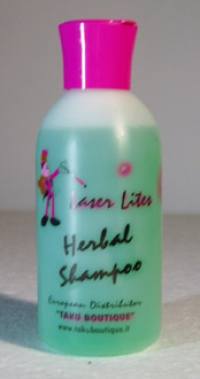 Laser Lites
Herbal
Shampoo
European Distributor
"TAKU BOUTIQUE"
www.takuboutique.it